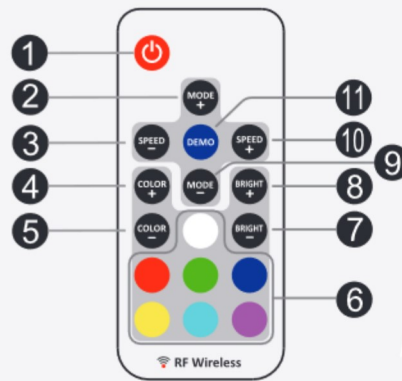 1
2
MODE
+
11
3
SPEED
−
DEMO
SPEED
+
10
9
4
COLOR
+
MODE
−
BRIGHT
+
8
5
COLOR
−
BRIGHT
−
7
6
RF Wireless